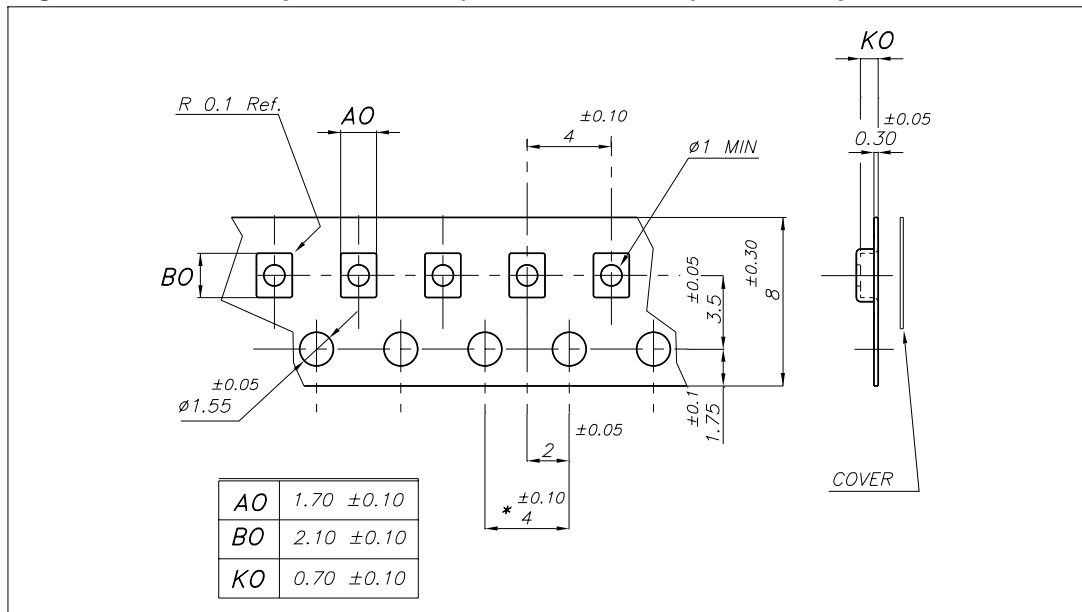 KO
R 0.1 Ref.
AO
±0.10
4
ø1 MIN
±0.05
0.30
BO
±0.05
3.5
±0.30
8
±0.05
ø1.55
±0.1
1.75
±0.05
2
±0.10
* 4
COVER
AO 1.70 ±0.10
BO 2.10 ±0.10
KO 0.70 ±0.10